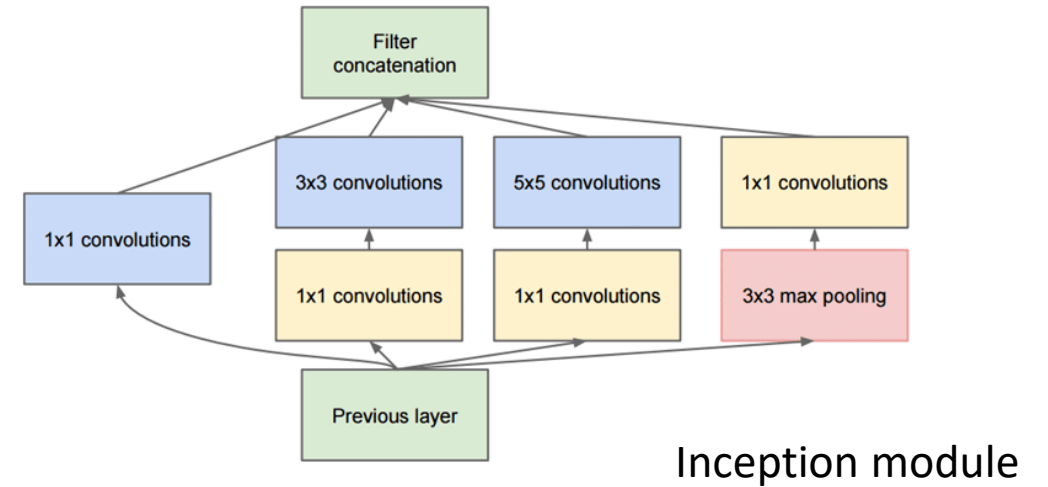 Filter
concatenation
3x3 convolutions
5x5 convolutions
1x1 convolutions
1x1 convolutions
1x1 convolutions
1x1 convolutions
3x3 max pooling
Previous layer
Inception module